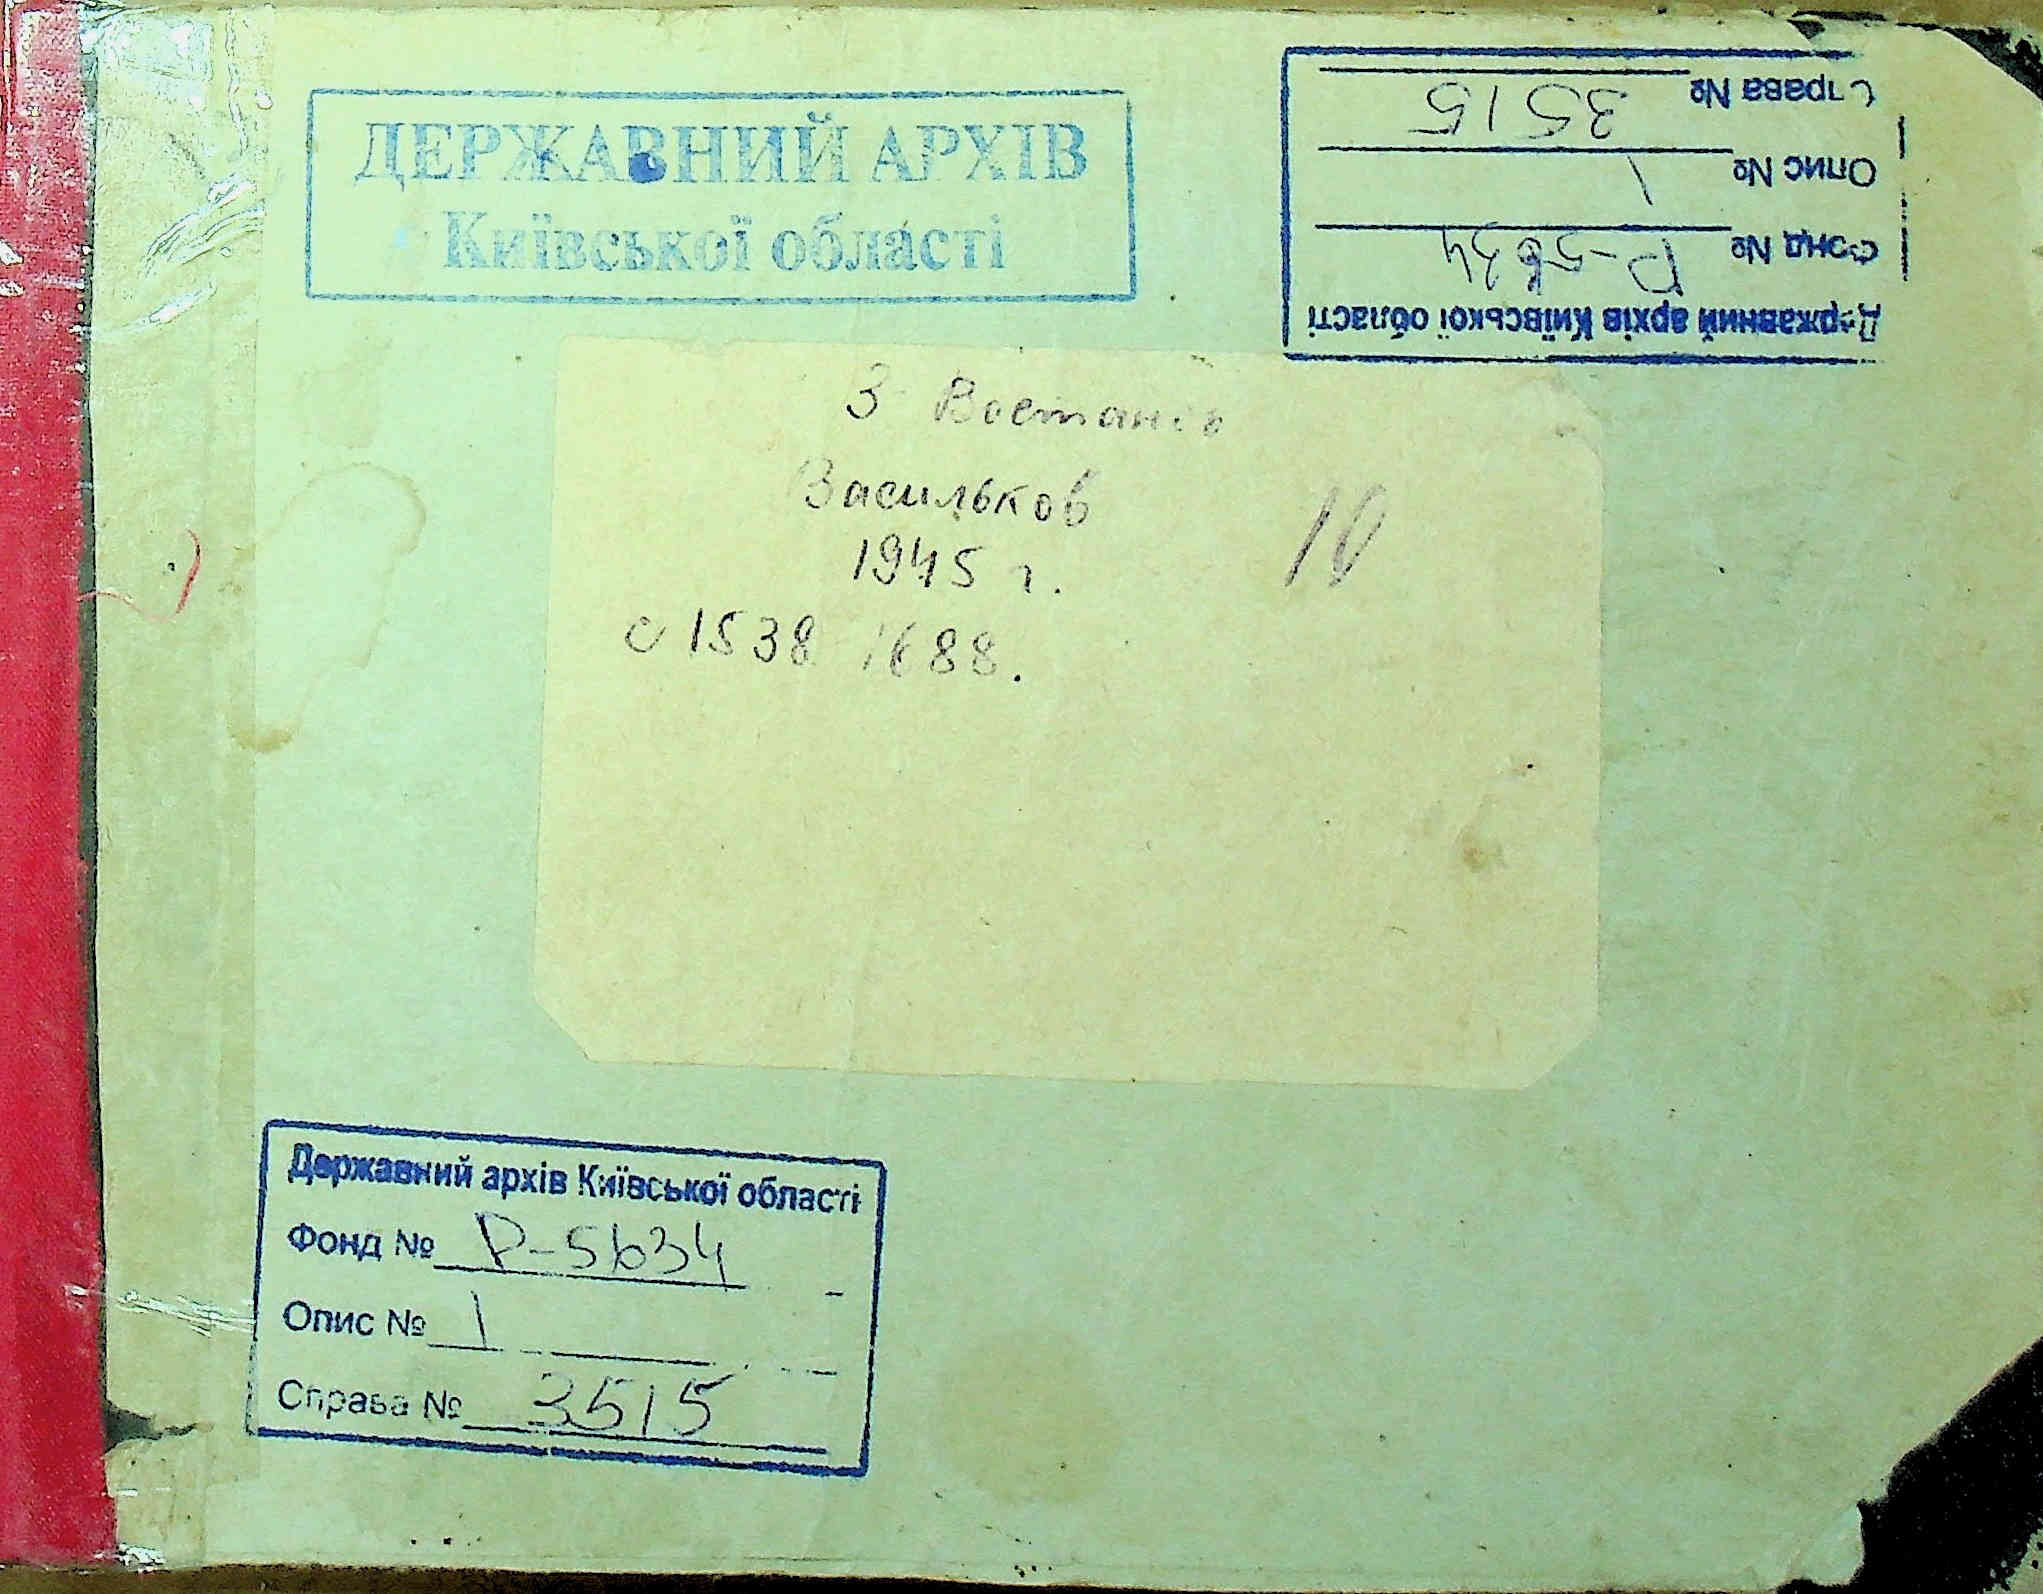 ДЕРЖАВНИЙ АРХІВ
Київської області
Державний архів Київської області
Фонд № Р-5634
Опис № 1
Справа № 3515
3
Васильков
1945 г.
10
с 1538 1688.
Державний архів Київської області
Фонд № Р-5634
Опис № 1
Справа № 3515